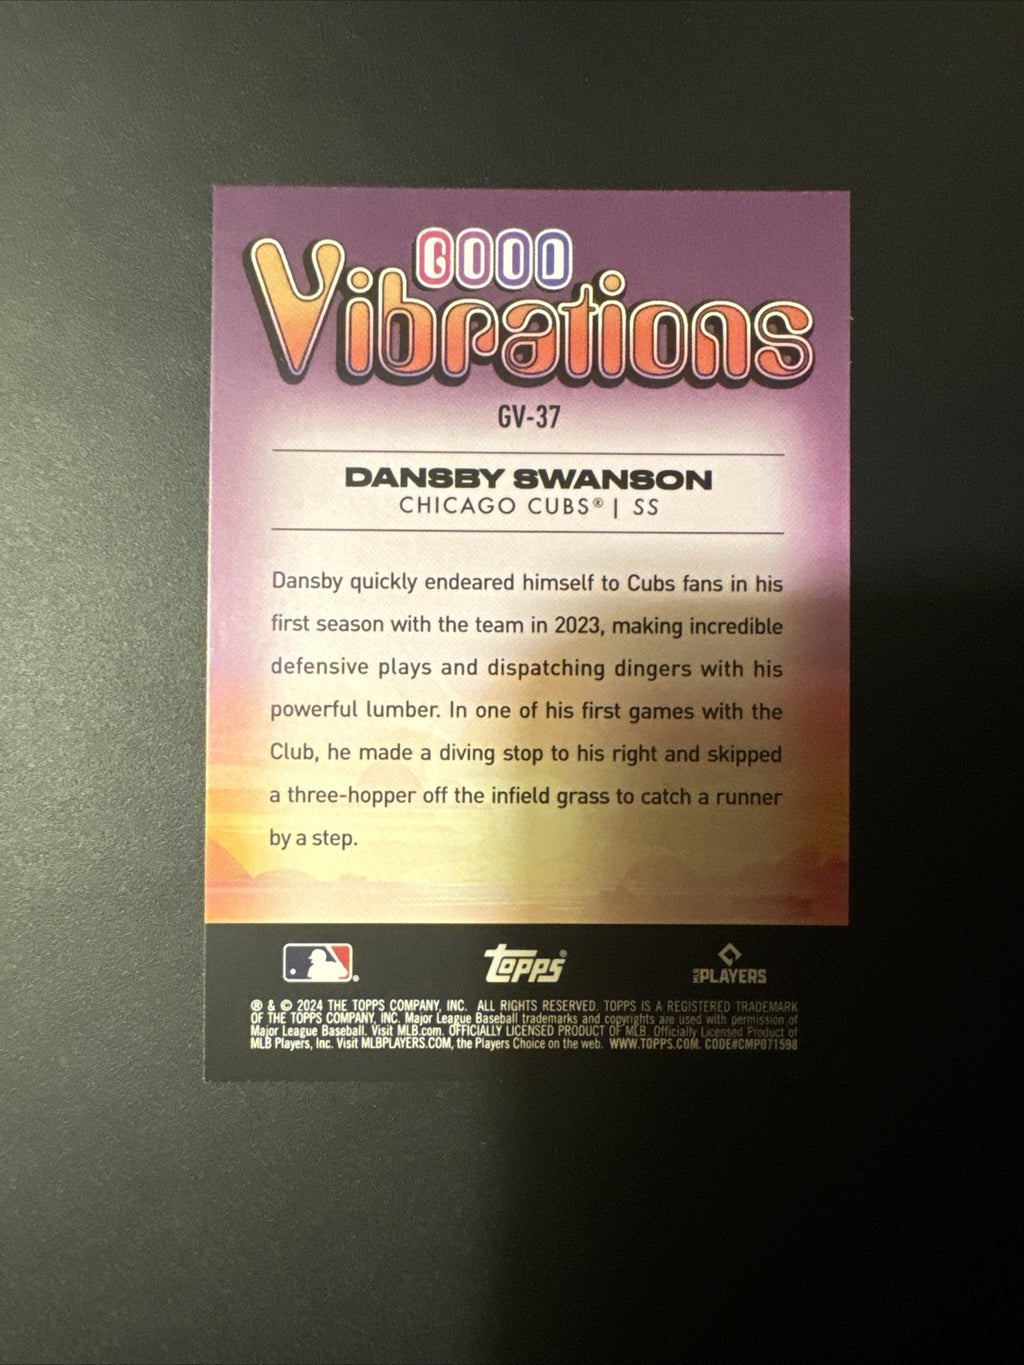 GOOD
Vibrations
GV-37
DANSBY SWANSON
CHICAGO CUBS® | SS
Dansby quickly endeared himself to Cubs fans in his
first season with the team in 2023, making incredible
defensive plays and dispatching dingers with his
powerful lumber. In one of his first games with the
Club, he made a diving stop to his right and skipped
a three-hopper off the infield grass to catch a runner
by a step.
Topps® MLB PLAYERS
® & © 2024 THE TOPPS COMPANY, INC. ALL RIGHTS RESERVED. TOPPS IS A REGISTERED TRADEMARK
OF THE TOPPS COMPANY, INC. Major League Baseball trademarks and copyrights are used with permission of
Major League Baseball. Visit MLB.com. OFFICIALLY LICENSED PRODUCT OF MLB. Officially Licensed Product of
MLB Players, Inc. Visit MLBPLAYERS.COM, the Players Choice on the web. WWW.TOPPS.COM. CODE#CMP071598